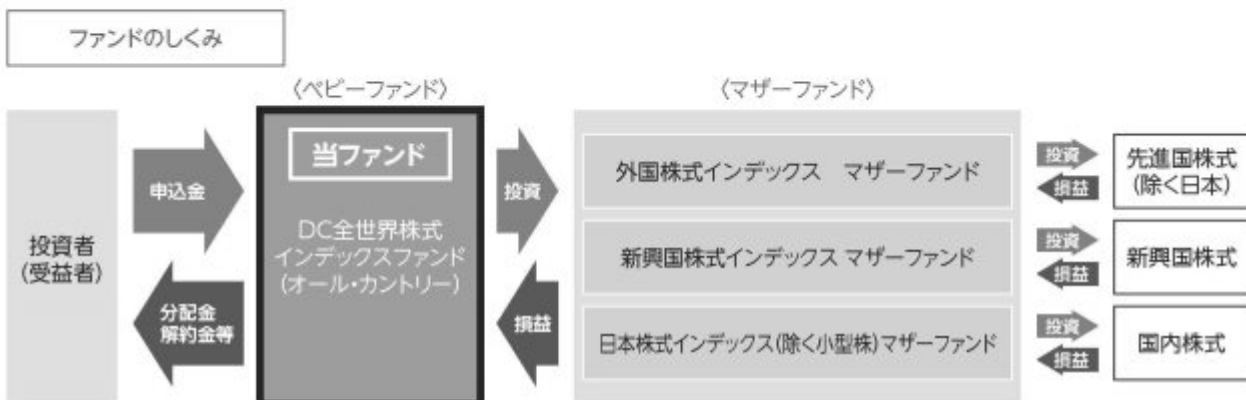 ファンドのしくみ
〈ベビーファンド〉
〈マザーファンド〉
投資者
(受益者)
申込金
分配金
解約金等
当ファンド
DC全世界株式
インデックスファンド
(オール・カントリー)
投資
損益
外国株式インデックス　マザーファンド
投資
損益
先進国株式
(除く日本)
新興国株式インデックス マザーファンド
投資
損益
新興国株式
日本株式インデックス(除く小型株)マザーファンド
投資
損益
国内株式